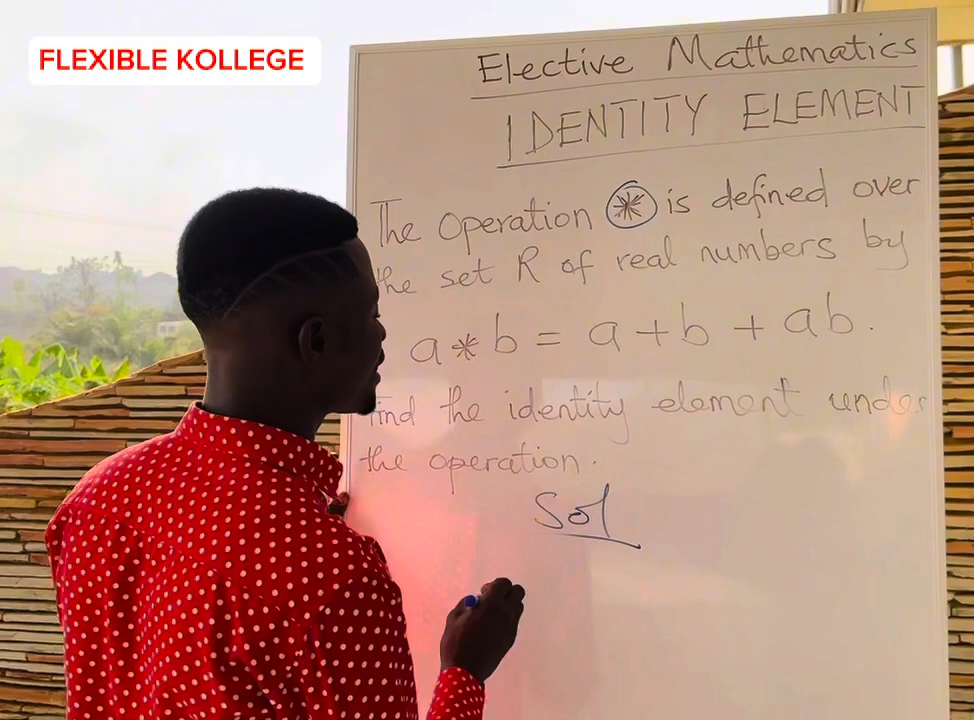 FLEXIBLE KOLLEGE
Elective Mathematics
IDENTITY ELEMENT
The operation * is defined over
the set R of real numbers by
a * b = a + b + ab.
Find the identity element under
the operation.
Sol